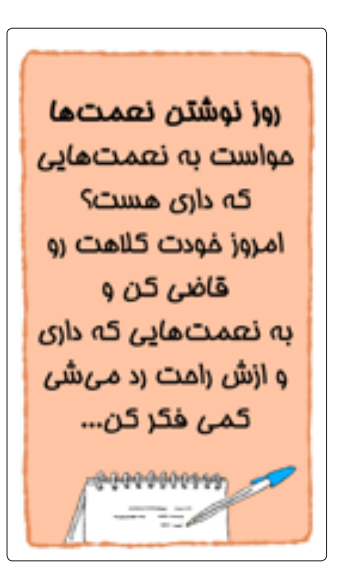 روز نوشتن نعمت‌ها
حواست به نعمت‌هایی
که داری هست؟
امروز خودت کلاهت رو
قاضی کن و
به نعمت‌هایی که داری
و ازش راحت رد می‌شی
کمی فکر کن...